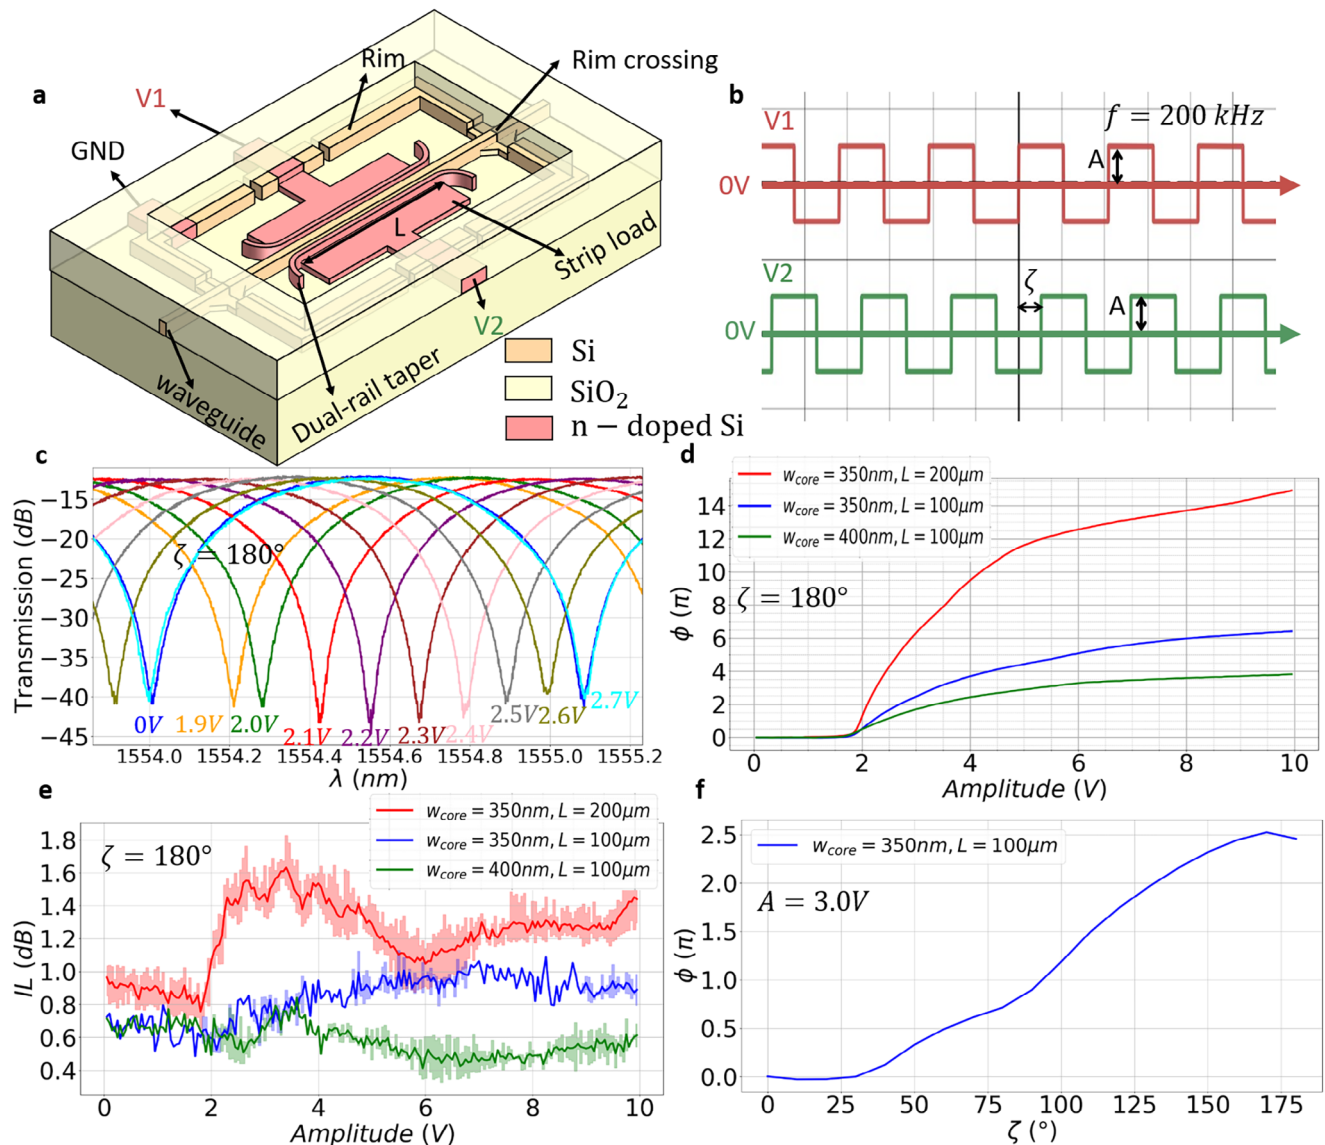 a
Rim
Rim crossing
V1
GND
L
Strip load
V2
waveguide
Dual-rail taper
Si
SiO₂
n − doped Si
b
V1
f = 200 kHz
A
0V
V2
ζ
A
0V
c
ζ = 180°
−15
−20
−25
−30
−35
−40
−45
Transmission (dB)
0V
1.9V
2.0V
2.1V
2.2V
2.3V
2.4V
2.5V
2.6V
2.7V
1554.0 1554.2 1554.4 1554.6 1554.8 1555.0 1555.2
λ (nm)
d
w_core = 350nm, L = 200μm
w_core = 350nm, L = 100μm
w_core = 400nm, L = 100μm
ζ = 180°
14
12
10
8
6
4
2
0
ϕ (π)
0 2 4 6 8 10
Amplitude (V)
e
w_core = 350nm, L = 200μm
w_core = 350nm, L = 100μm
w_core = 400nm, L = 100μm
ζ = 180°
1.8
1.6
1.4
1.2
1.0
0.8
0.6
0.4
IL (dB)
0 2 4 6 8 10
Amplitude (V)
f
w_core = 350nm, L = 100μm
A = 3.0V
2.5
2.0
1.5
1.0
0.5
0.0
ϕ (π)
0 25 50 75 100 125 150 175
ζ (°)